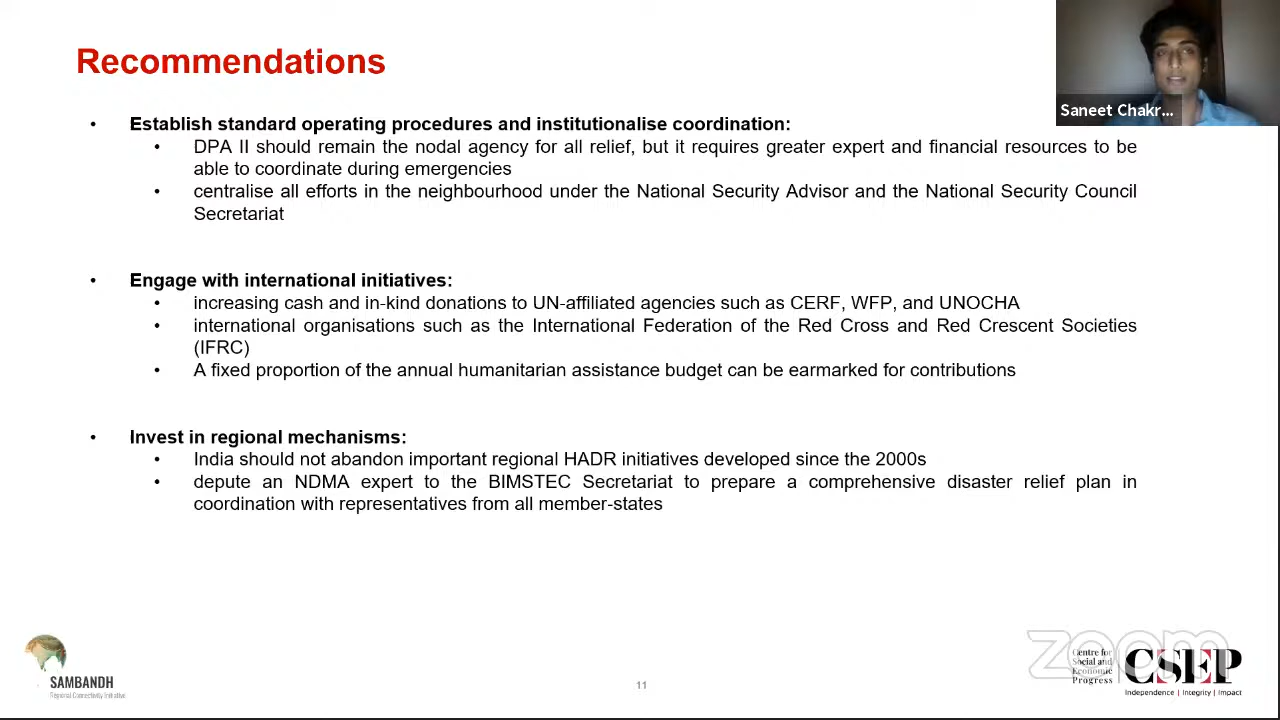 Recommendations
Saneet Chakr...
• Establish standard operating procedures and institutionalise coordination:
• DPA II should remain the nodal agency for all relief, but it requires greater expert and financial resources to be
able to coordinate during emergencies
• centralise all efforts in the neighbourhood under the National Security Advisor and the National Security Council
Secretariat
• Engage with international initiatives:
• increasing cash and in-kind donations to UN-affiliated agencies such as CERF, WFP, and UNOCHA
• international organisations such as the International Federation of the Red Cross and Red Crescent Societies
(IFRC)
• A fixed proportion of the annual humanitarian assistance budget can be earmarked for contributions
• Invest in regional mechanisms:
• India should not abandon important regional HADR initiatives developed since the 2000s
• depute an NDMA expert to the BIMSTEC Secretariat to prepare a comprehensive disaster relief plan in
coordination with representatives from all member-states
SAMBANDH
Regional Connectivity Initiative
11
zoom
Centre for
Social and
Economic
Progress
CSEP
Independence | Integrity | Impact